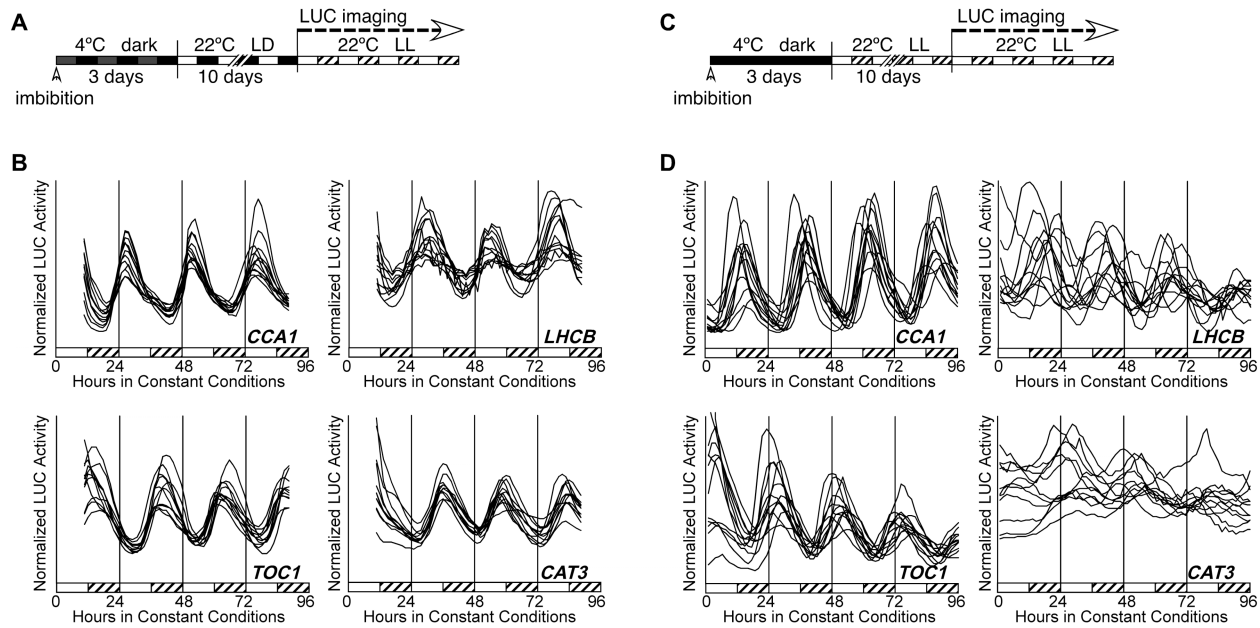 A
LUC imaging
4ºC dark
22ºC LD
22ºC LL
3 days
10 days
imbibition
C
LUC imaging
4ºC dark
22ºC LL
22ºC LL
3 days
10 days
imbibition
B
Normalized LUC Activity
CCA1
0 24 48 72 96
Hours in Constant Conditions
Normalized LUC Activity
LHCB
0 24 48 72 96
Hours in Constant Conditions
Normalized LUC Activity
TOC1
0 24 48 72 96
Hours in Constant Conditions
Normalized LUC Activity
CAT3
0 24 48 72 96
Hours in Constant Conditions
D
Normalized LUC Activity
CCA1
0 24 48 72 96
Hours in Constant Conditions
Normalized LUC Activity
LHCB
0 24 48 72 96
Hours in Constant Conditions
Normalized LUC Activity
TOC1
0 24 48 72 96
Hours in Constant Conditions
Normalized LUC Activity
CAT3
0 24 48 72 96
Hours in Constant Conditions